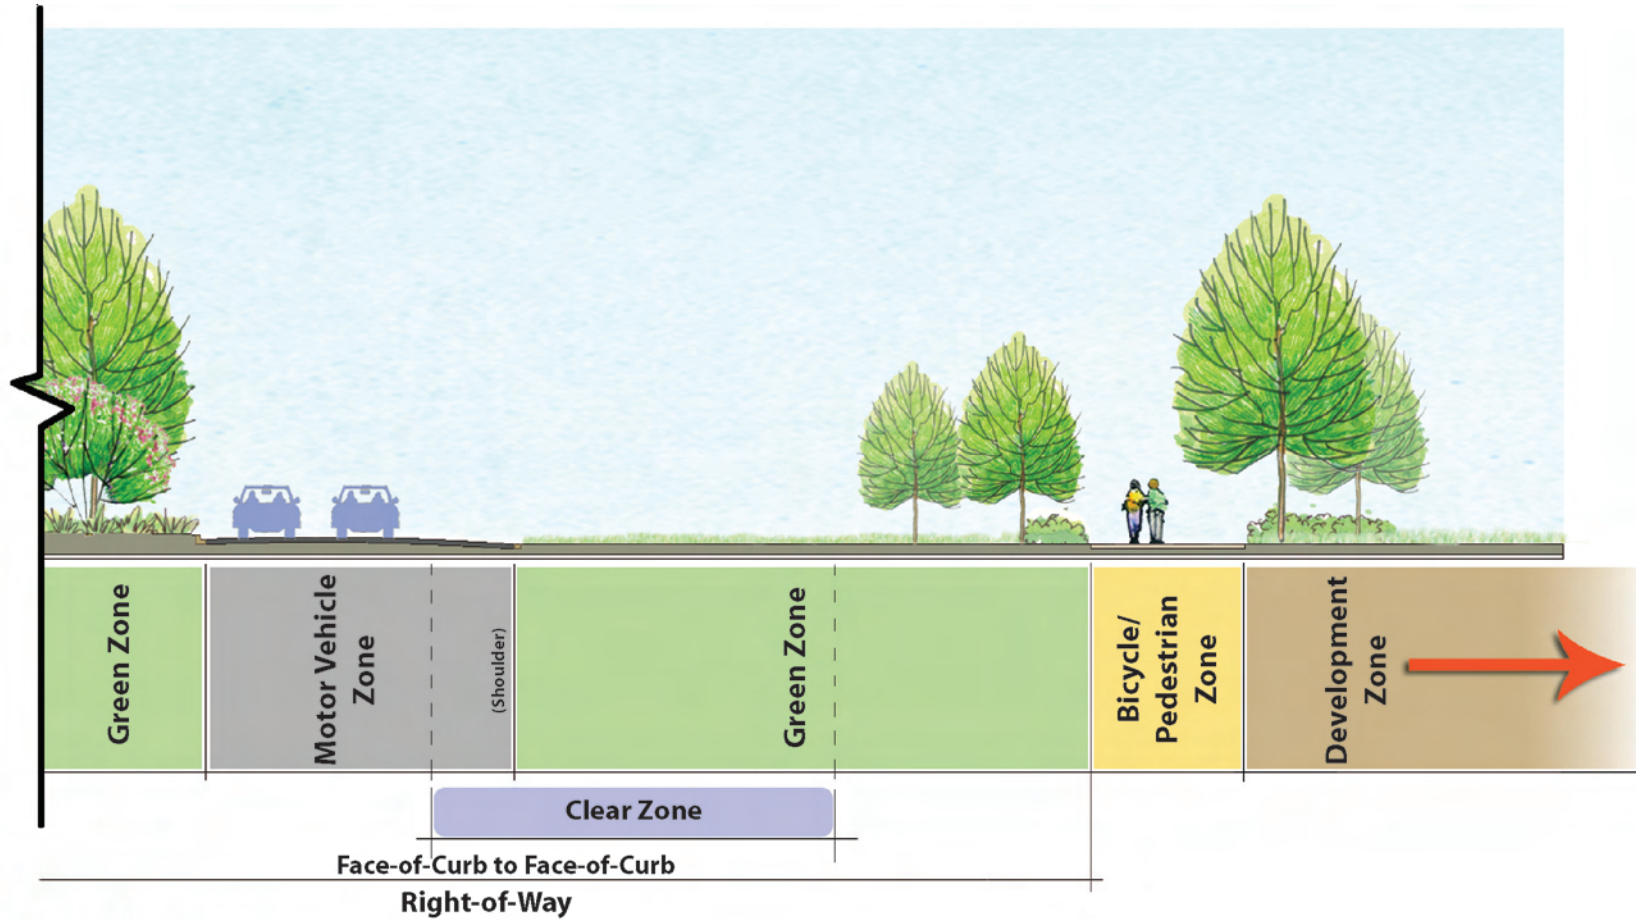 Green Zone
Motor Vehicle
Zone
(Shoulder)
Green Zone
Bicycle/
Pedestrian
Zone
Development
Zone
Clear Zone
Face-of-Curb to Face-of-Curb
Right-of-Way